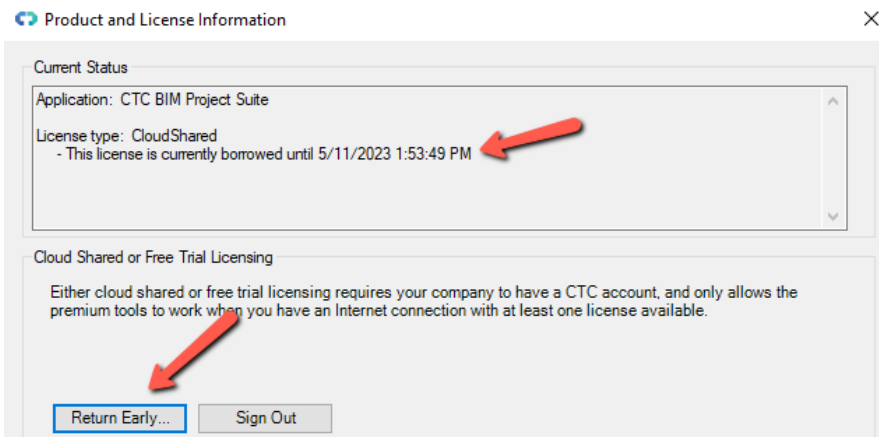 Product and License Information
Current Status
Application: CTC BIM Project Suite
License type: CloudShared
- This license is currently borrowed until 5/11/2023 1:53:49 PM
Cloud Shared or Free Trial Licensing
Either cloud shared or free trial licensing requires your company to have a CTC account, and only allows the
premium tools to work when you have an Internet connection with at least one license available.
Return Early... Sign Out